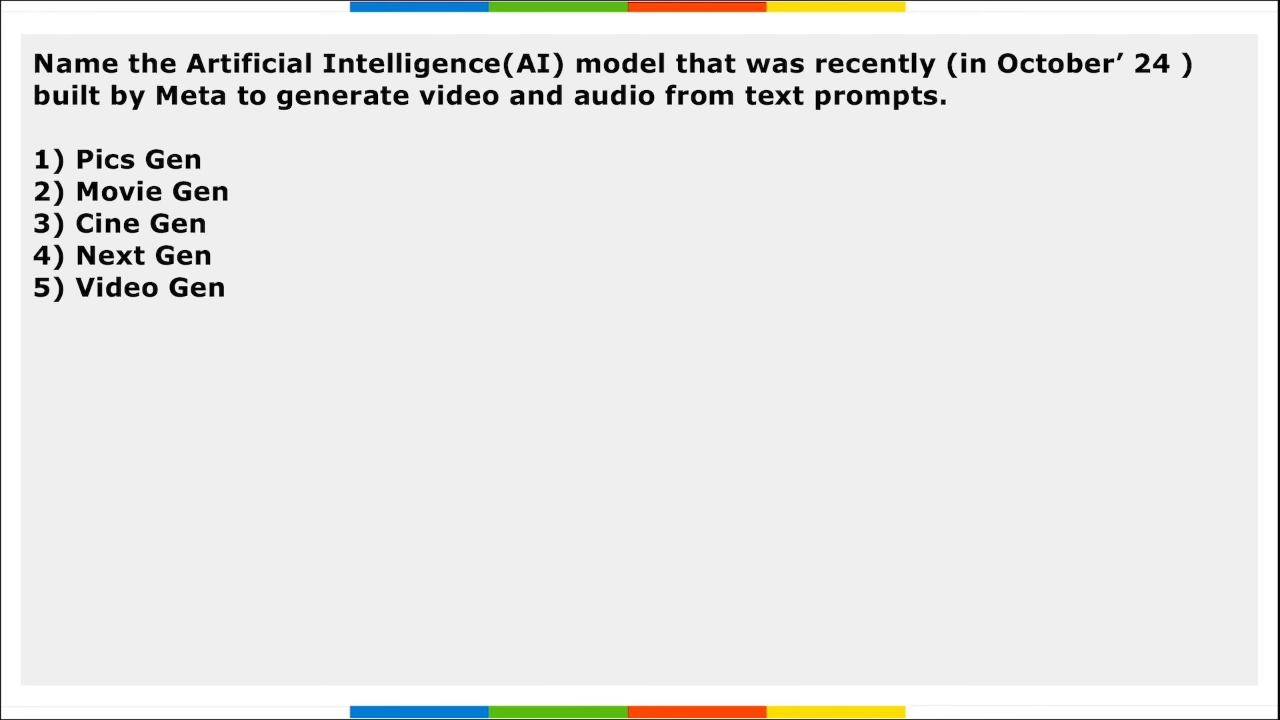 Name the Artificial Intelligence(AI) model that was recently (in October’ 24 )
built by Meta to generate video and audio from text prompts.
1) Pics Gen
2) Movie Gen
3) Cine Gen
4) Next Gen
5) Video Gen